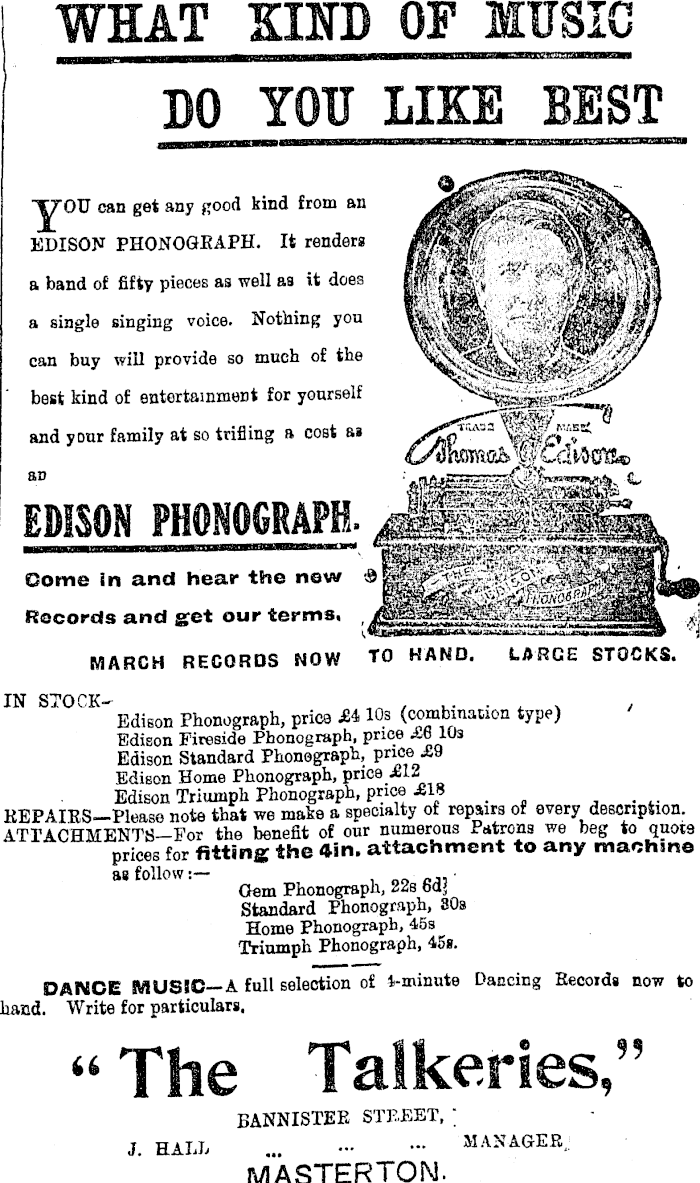 WHAT KIND OF MUSIC
DO YOU LIKE BEST
YOU can get any good kind from an
EDISON PHONOGRAPH. It renders
a band of fifty pieces as well as it does
a single singing voice. Nothing you
can buy will provide so much of the
best kind of entertainment for yourself
and your family at so trifling a cost as
an
EDISON PHONOGRAPH.
Come in and hear the new
Records and get our terms.
TRADE MARK
Thomas A Edison
THE EDISON PHONOGRAPH
MARCH RECORDS NOW TO HAND. LARGE STOCKS.
IN STOCK—
Edison Phonograph, price £4 10s (combination type)
Edison Fireside Phonograph, price £6 10s
Edison Standard Phonograph, price £9
Edison Home Phonograph, price £12
Edison Triumph Phonograph, price £18
REPAIRS—Please note that we make a specialty of repairs of every description.
ATTACHMENTS—For the benefit of our numerous Patrons we beg to quote
prices for fitting the 4in. attachment to any machine
as follow:—
Gem Phonograph, 22s 6d
Standard Phonograph, 30s
Home Phonograph, 45s
Triumph Phonograph, 45s.
DANCE MUSIC—A full selection of 4-minute Dancing Records now to
hand. Write for particulars.
"The Talkeries,"
BANNISTER STREET,
J. HALL ... ... ... MANAGER
MASTERTON.